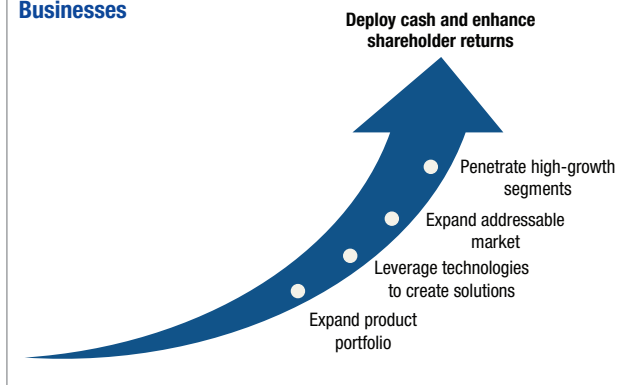 Businesses
Deploy cash and enhance
shareholder returns
Penetrate high-growth
segments
Expand addressable
market
Leverage technologies
to create solutions
Expand product
portfolio